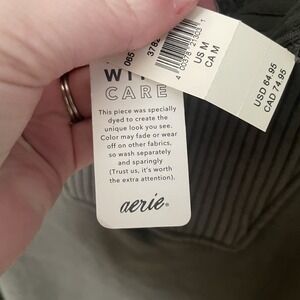 WITH
CARE
This piece was specially
dyed to create the
unique look you see.
Color may fade or wear
off on other fabrics,
so wash separately
and sparingly
(Trust us, it's worth
the extra attention).
aerie®
US M
CA M
USD 64.95
CAD 74.95